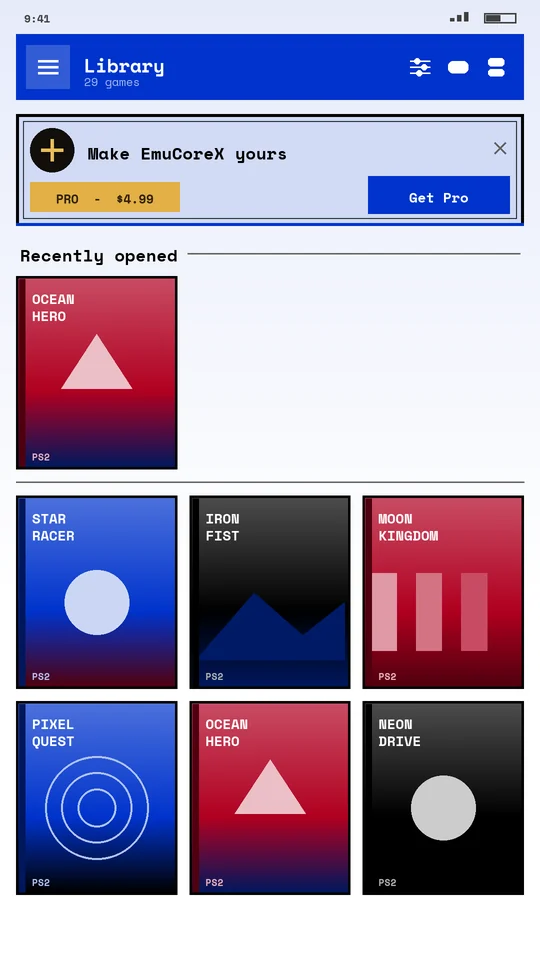 9:41
Library
29 games
Make EmuCoreX yours
PRO - $4.99
Get Pro
Recently opened
OCEAN
HERO
PS2
STAR
RACER
PS2
IRON
FIST
PS2
MOON
KINGDOM
PS2
PIXEL
QUEST
PS2
OCEAN
HERO
PS2
NEON
DRIVE
PS2